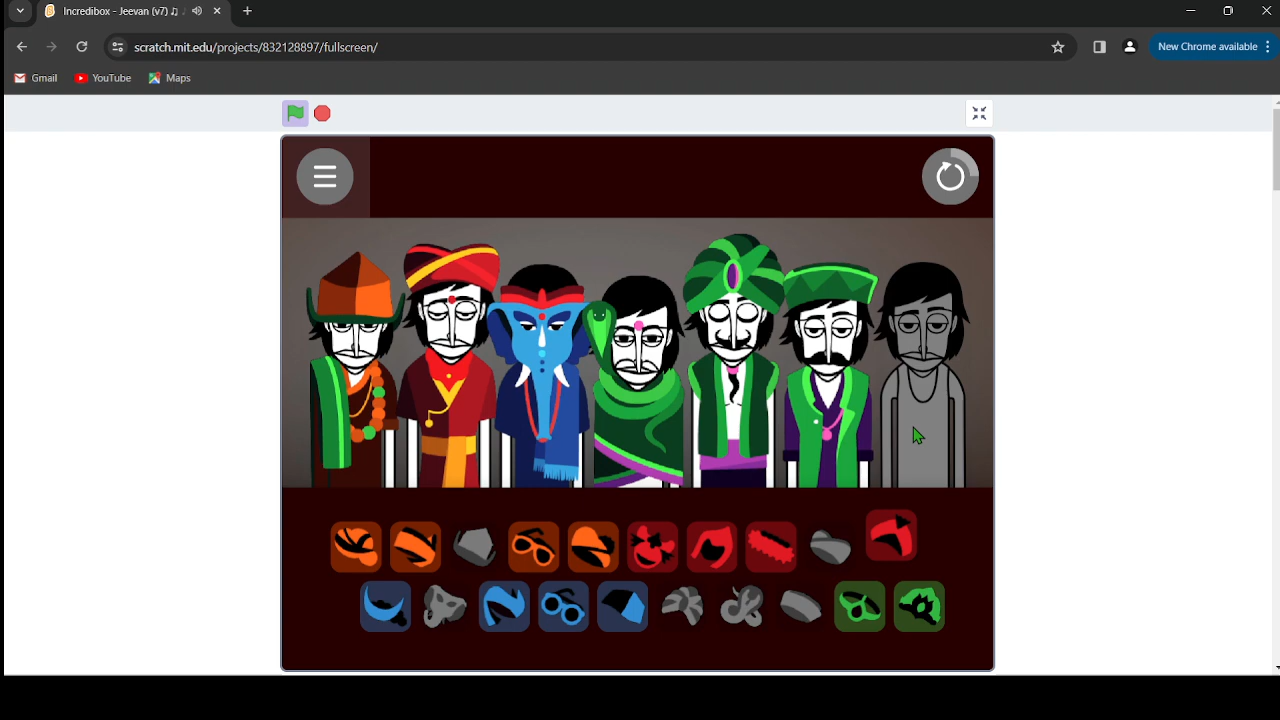 Incredibox - Jeevan (v7) ♫
scratch.mit.edu/projects/832128897/fullscreen/
New Chrome available
Gmail YouTube Maps